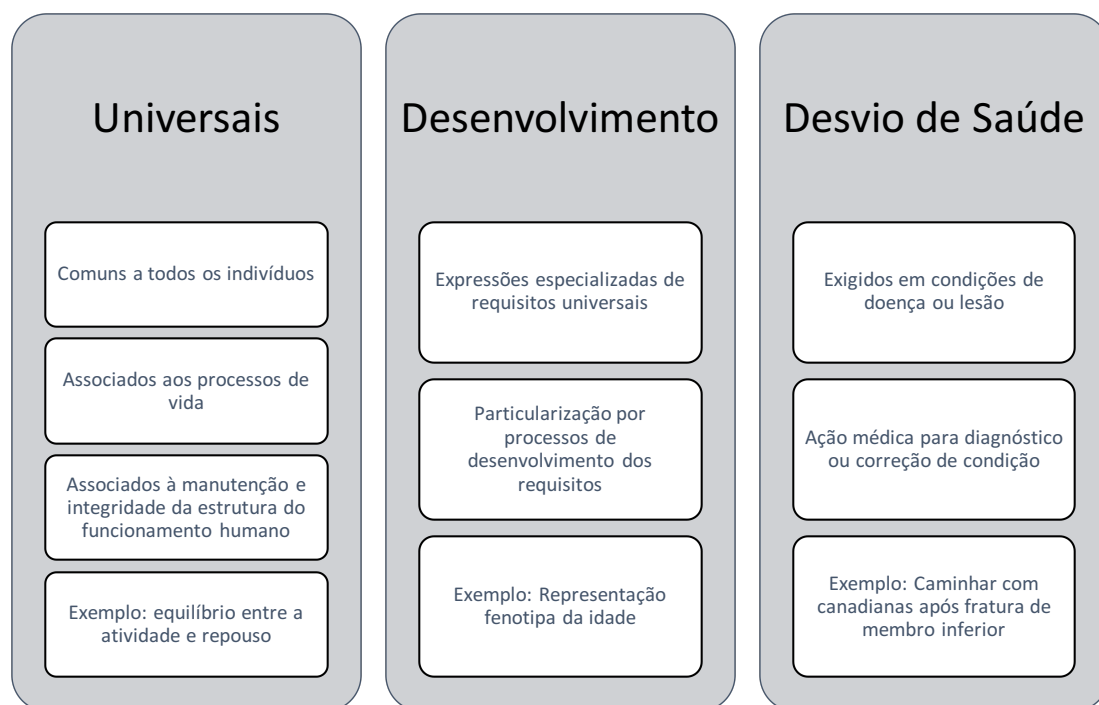 Universais
Comuns a todos os indivíduos
Associados aos processos de
vida
Associados à manutenção e
integridade da estrutura do
funcionamento humano
Exemplo: equilíbrio entre a
atividade e repouso
Desenvolvimento
Expressões especializadas de
requisitos universais
Particularização por
processos de
desenvolvimento dos
requisitos
Exemplo: Representação
fenotipa da idade
Desvio de Saúde
Exigidos em condições de
doença ou lesão
Ação médica para diagnóstico
ou correção de condição
Exemplo: Caminhar com
canadianas após fratura de
membro inferior